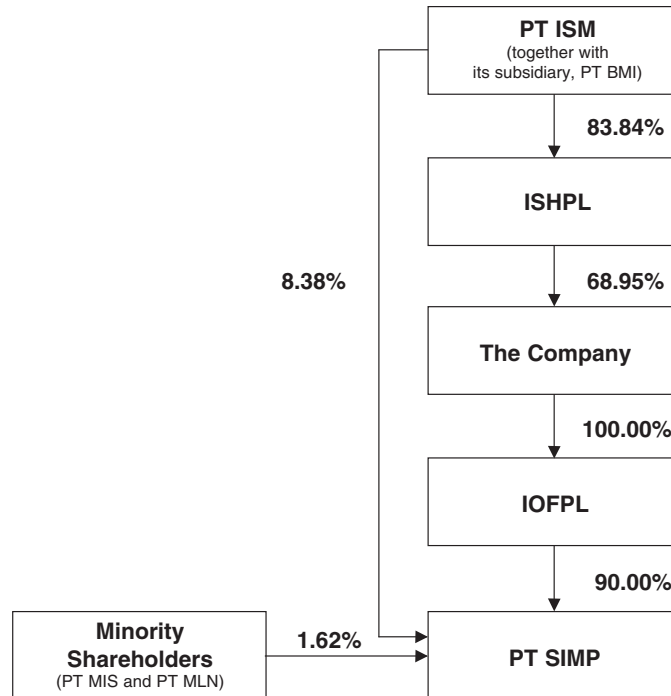 PT ISM
(together with
its subsidiary, PT BMI)
83.84%
ISHPL
8.38%
68.95%
The Company
100.00%
IOFPL
90.00%
Minority
Shareholders
(PT MIS and PT MLN)
1.62%
PT SIMP